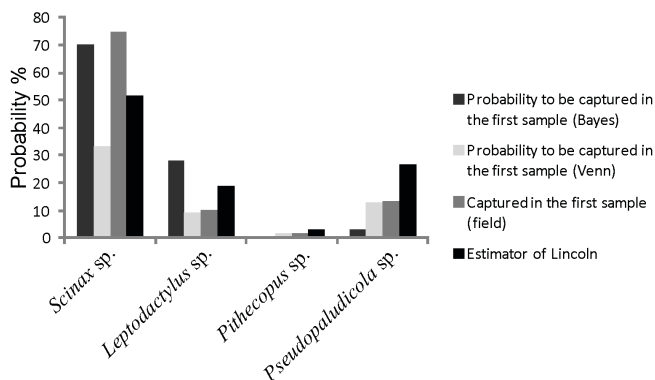 Probability %
80
70
60
50
40
30
20
10
0
Scinax sp.
Leptodactylus sp.
Pithecopus sp.
Pseudopaludicola sp.
Probability to be captured in
the first sample (Bayes)
Probability to be captured in
the first sample (Venn)
Captured in the first sample
(field)
Estimator of Lincoln